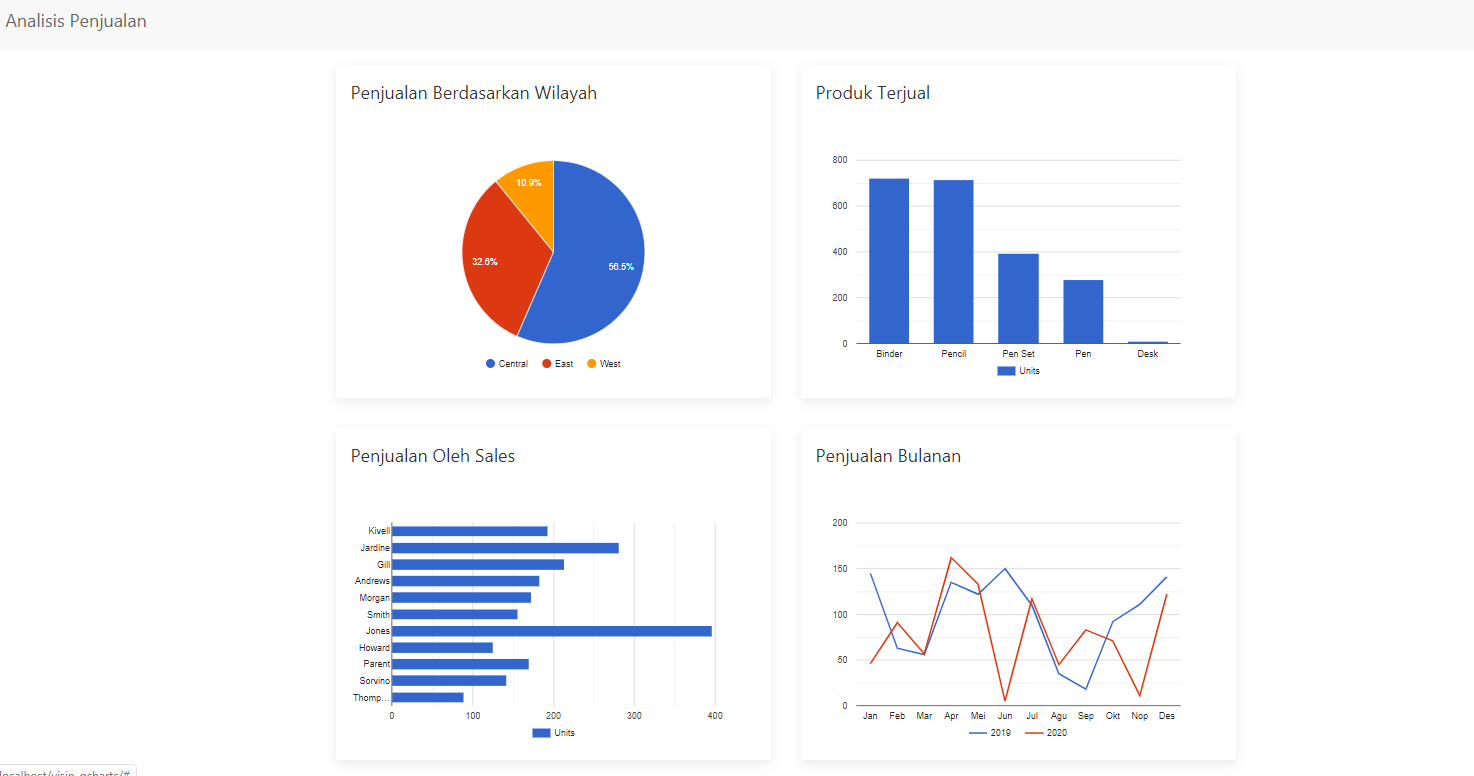 Analisis Penjualan
Penjualan Berdasarkan Wilayah
10.9%
32.6%
56.5%
Central East West
Produk Terjual
800
600
400
200
0
Binder Pencil Pen Set Pen Desk
Units
Penjualan Oleh Sales
Kivell
Jardine
Gill
Andrews
Morgan
Smith
Jones
Howard
Parent
Sorvino
Thomp...
0 100 200 300 400
Units
Penjualan Bulanan
200
150
100
50
0
Jan Feb Mar Apr Mei Jun Jul Agu Sep Okt Nop Des
2019 2020